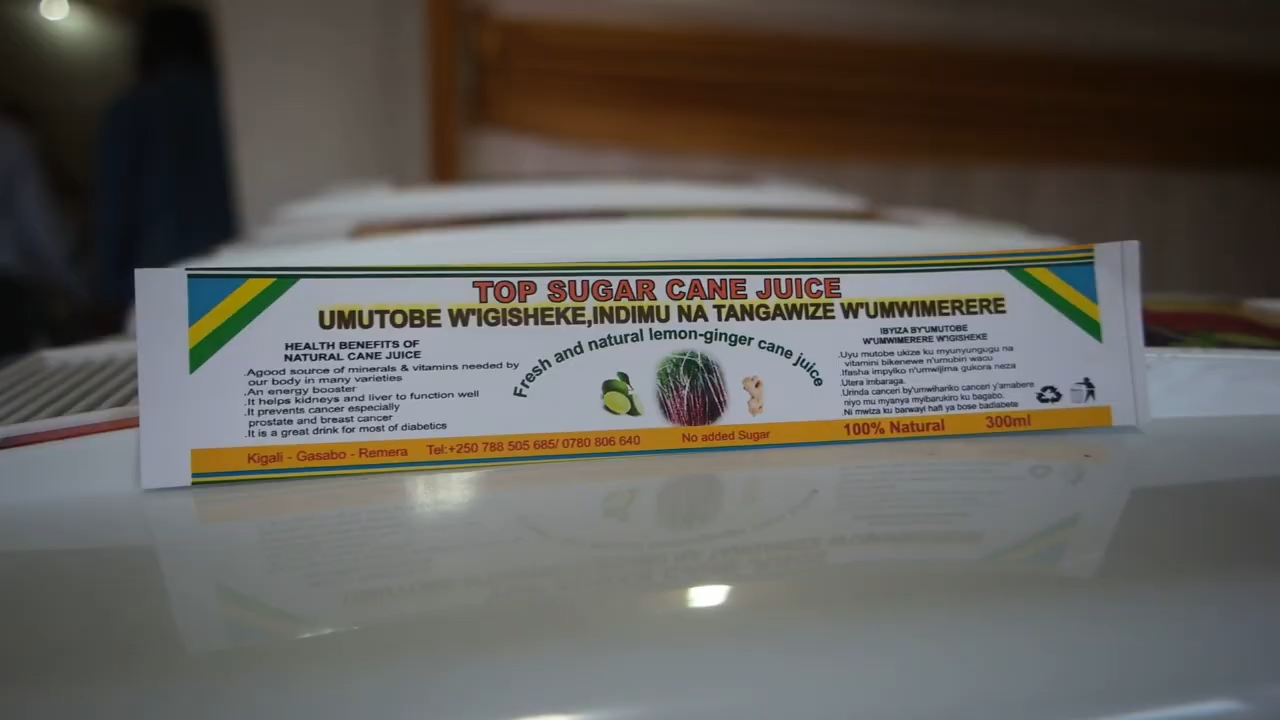 TOP SUGAR CANE JUICE
UMUTOBE W'IGISHEKE,INDIMU NA TANGAWIZE W'UMWIMERERE
HEALTH BENEFITS OF
NATURAL CANE JUICE
.Agood source of minerals & vitamins needed by
our body in many varieties
.An energy booster
.It helps kidneys and liver to function well
.It prevents cancer especially
prostate and breast cancer
.It is a great drink for most of diabetics
Fresh and natural lemon-ginger cane juice
IBYIZA BY'UMUTOBE
W'UMWIMERERE W'IGISHEKE
.Uyu mutobe ukize ku myunyungugu na
vitamini bikenewe n'umubiri wacu
.Ifasha impyiko n'umwijima gukora neza
.Utera imbaraga.
.Urinda canceri by'umwihariko canceri y'amabere
niyo mu myanya myibarukiro ku bagabo.
.Ni mwiza ku barwayi hafi ya bose badiabete
Kigali - Gasabo - Remera Tel:+250 788 505 685/ 0780 806 640 No added Sugar 100% Natural 300ml